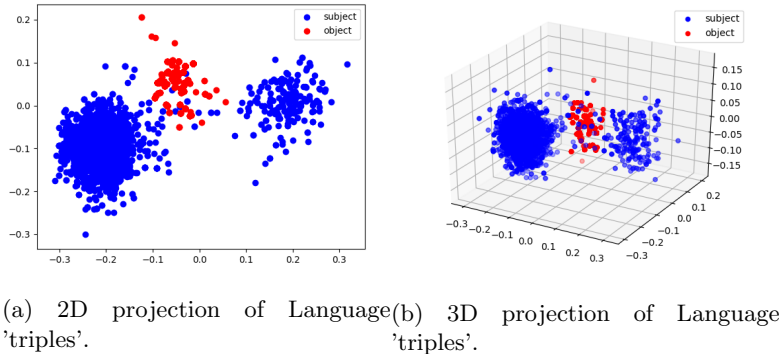 subject
object
0.2
0.1
0.0
−0.1
−0.2
−0.3
−0.3 −0.2 −0.1 0.0 0.1 0.2 0.3
(a) 2D projection of Language
'triples'.
subject
object
0.15
0.10
0.05
0.00
−0.05
−0.10
−0.15
−0.3 −0.2 −0.1 0.0 0.1 0.2 0.3
0.2
0.1
0.0
−0.1
−0.2
−0.3
(b) 3D projection of Language
'triples'.